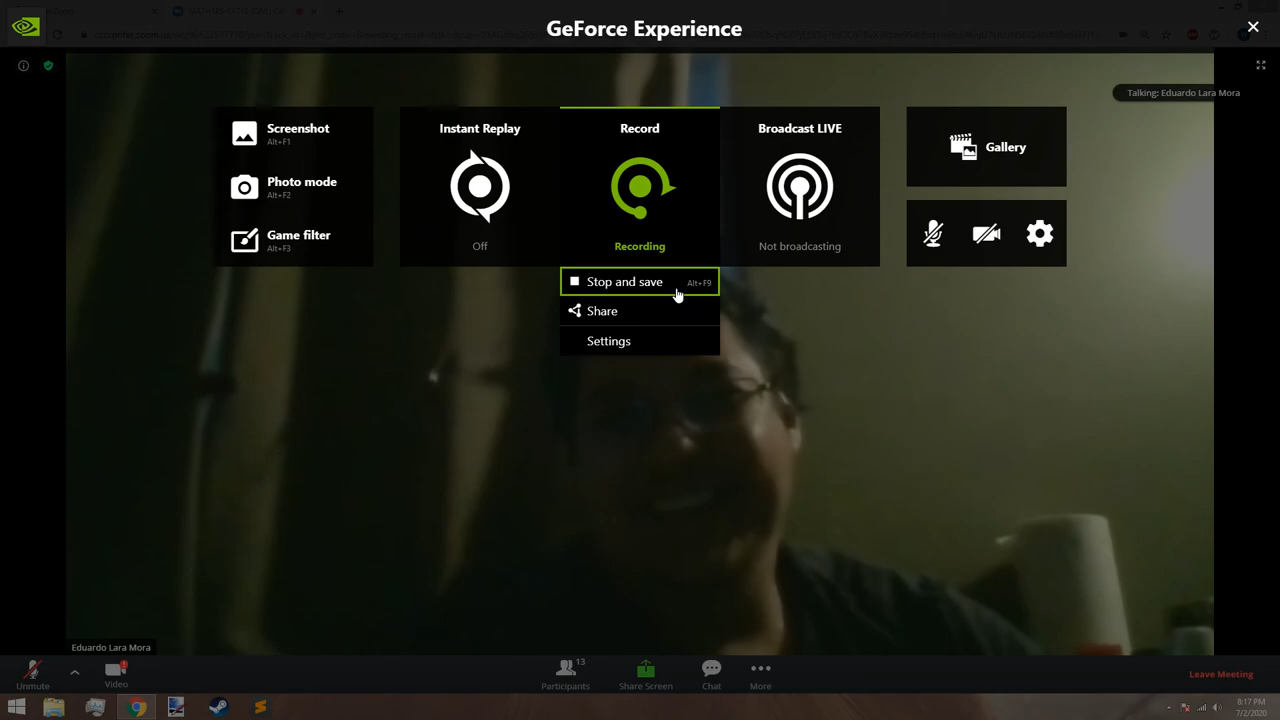 GeForce Experience
Talking: Eduardo Lara Mora
Screenshot
Alt+F1
Photo mode
Alt+F2
Game filter
Alt+F3
Instant Replay
Off
Record
Recording
Broadcast LIVE
Not broadcasting
Gallery
Stop and save Alt+F9
Share
Settings
Eduardo Lara Mora
Unmute
Video
Participants 13
Share Screen
Chat
More
Leave Meeting
8:17 PM
7/2/2020